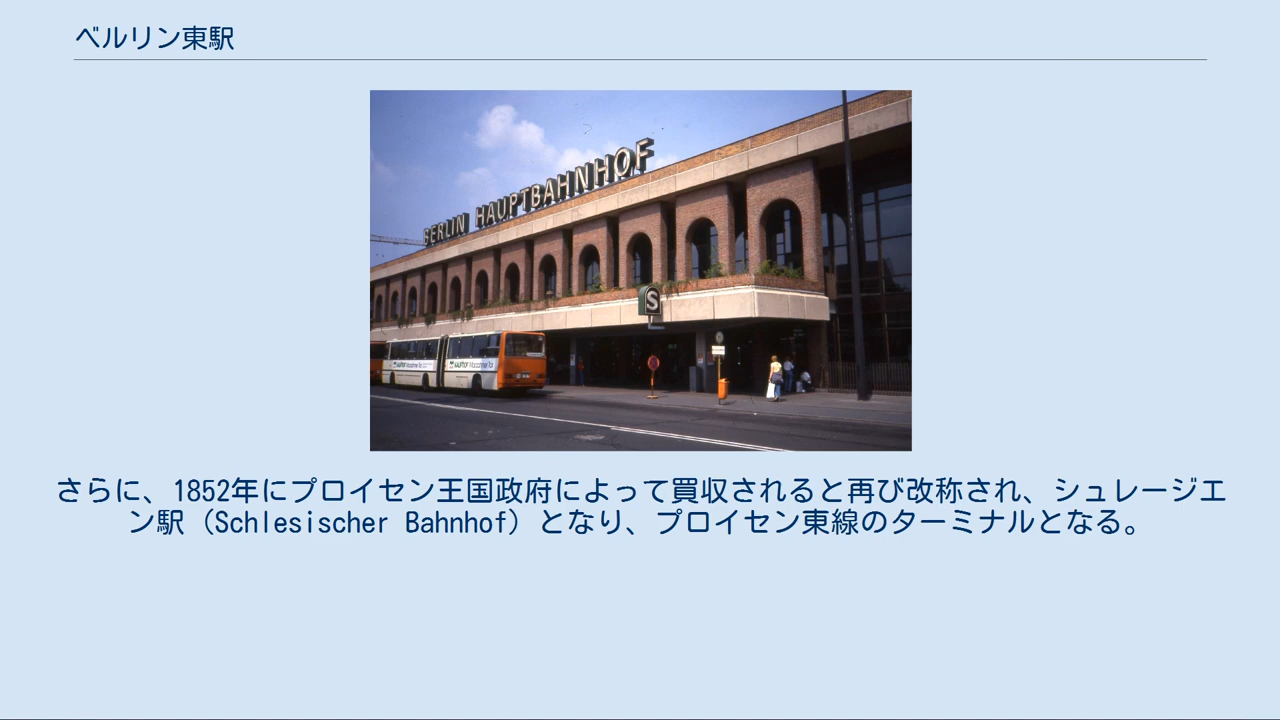 ベルリン東駅
BERLIN HAUPTBAHNHOF
S
さらに、1852年にプロイセン王国政府によって買収されると再び改称され、シュレージエ
ン駅（Schlesischer Bahnhof）となり、プロイセン東線のターミナルとなる。